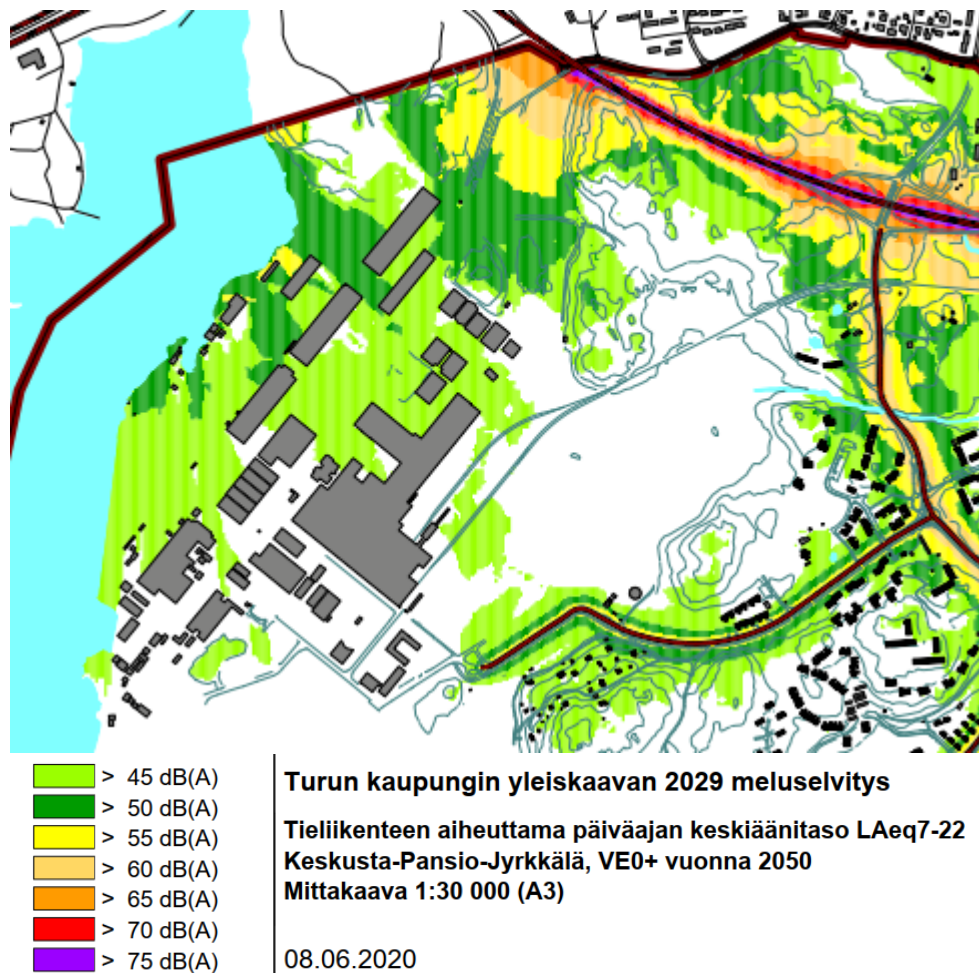 > 45 dB(A)
> 50 dB(A)
> 55 dB(A)
> 60 dB(A)
> 65 dB(A)
> 70 dB(A)
> 75 dB(A)
Turun kaupungin yleiskaavan 2029 meluselvitys
Tieliikenteen aiheuttama päiväajan keskiäänitaso LAeq7-22
Keskusta-Pansio-Jyrkkälä, VE0+ vuonna 2050
Mittakaava 1:30 000 (A3)
08.06.2020